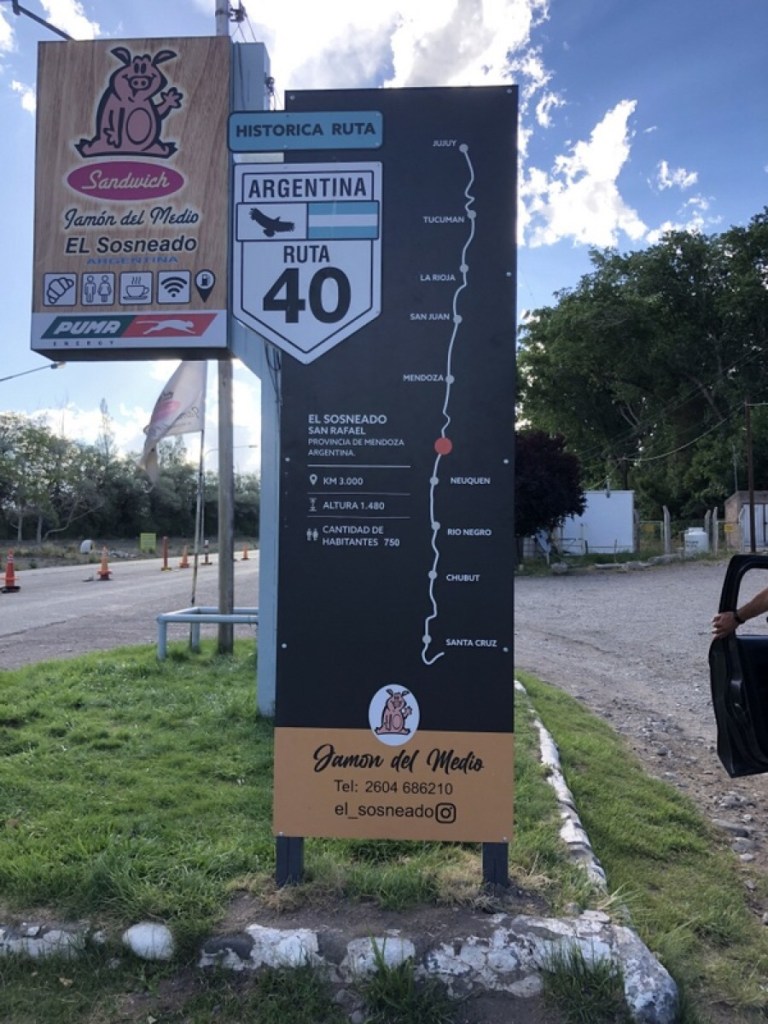 Sandwich
Jamón del Medio
EL Sosneado
ARGENTINA
PUMA
ENERGY
HISTORICA RUTA
ARGENTINA
RUTA
40
JUJUY
TUCUMAN
LA RIOJA
SAN JUAN
MENDOZA
EL SOSNEADO
SAN RAFAEL
PROVINCIA DE MENDOZA
ARGENTINA.
KM 3.000
ALTURA 1.480
CANTIDAD DE
HABITANTES 750
NEUQUEN
RIO NEGRO
CHUBUT
SANTA CRUZ
Jamon del Medio
Tel: 2604 686210
el_sosneado